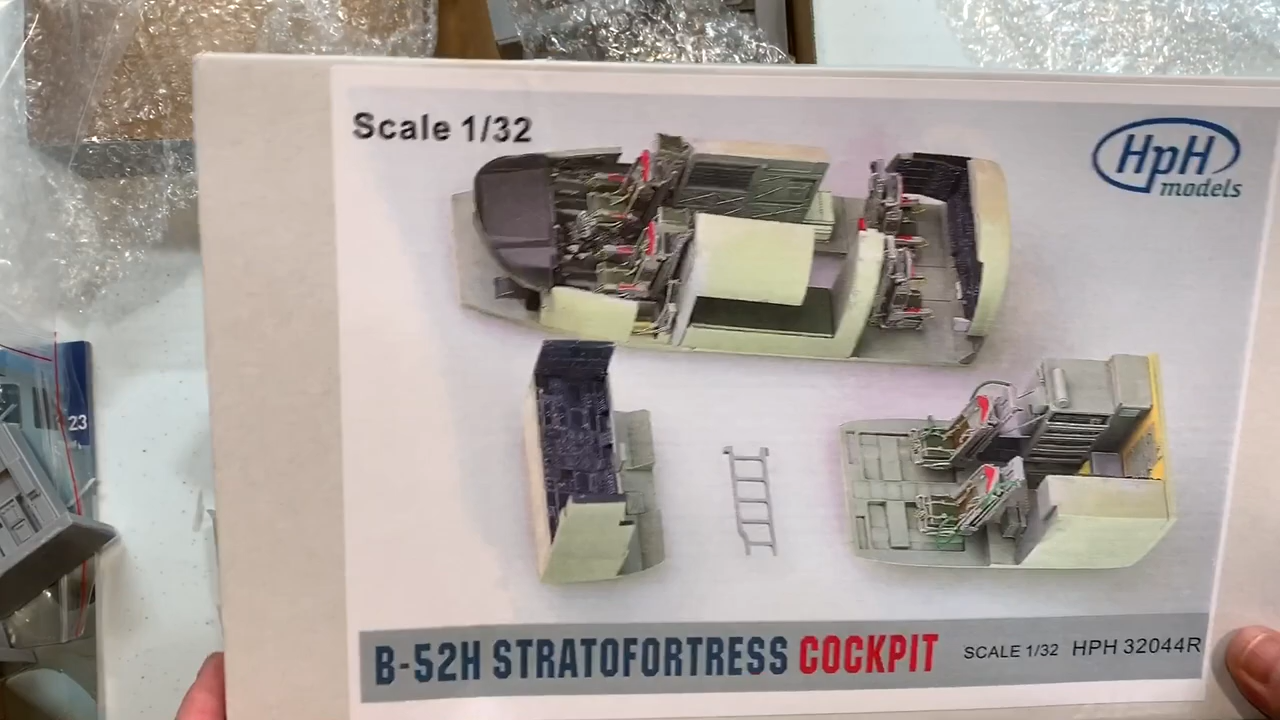 Scale 1/32
HpH
models
23
B-52H STRATOFORTRESS COCKPIT SCALE 1/32 HPH 32044R